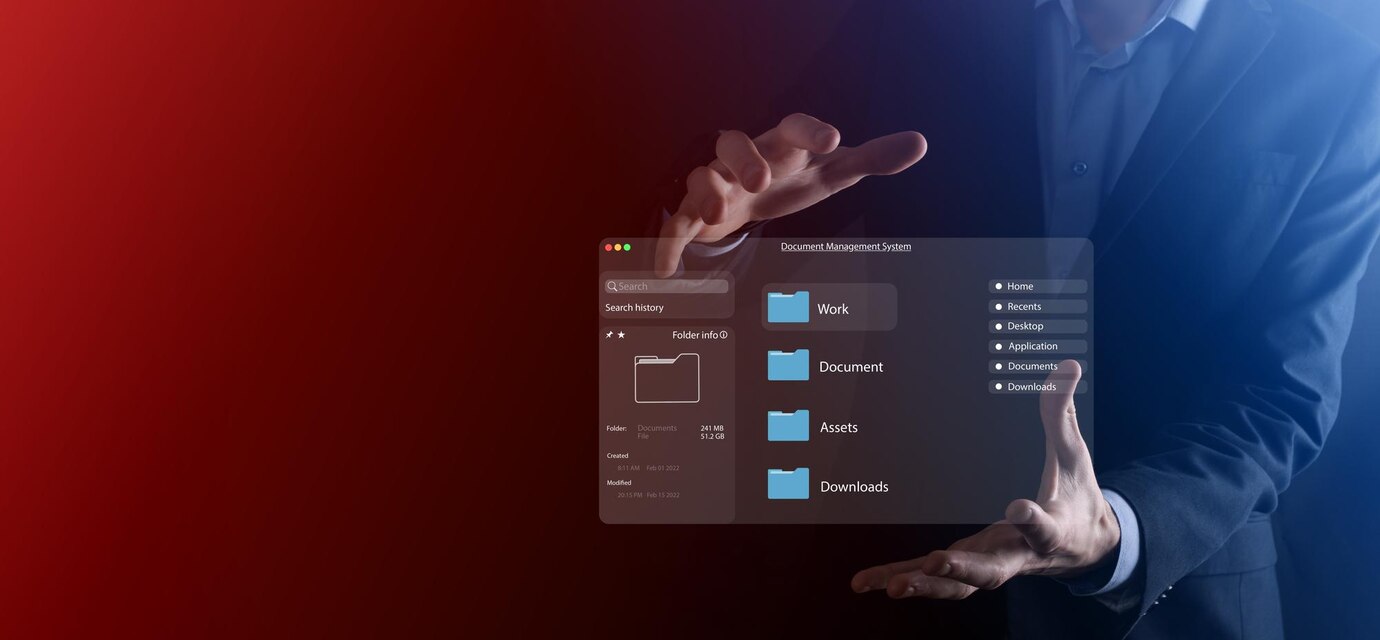 Document Management System
Search
Search history
Folder info
Folder: Documents 241 MB
File 51.2 GB
Created
8:11 AM Feb 01 2022
Modified
20:15 PM Feb 15 2022
Work
Document
Assets
Downloads
Home
Recents
Desktop
Application
Documents
Downloads